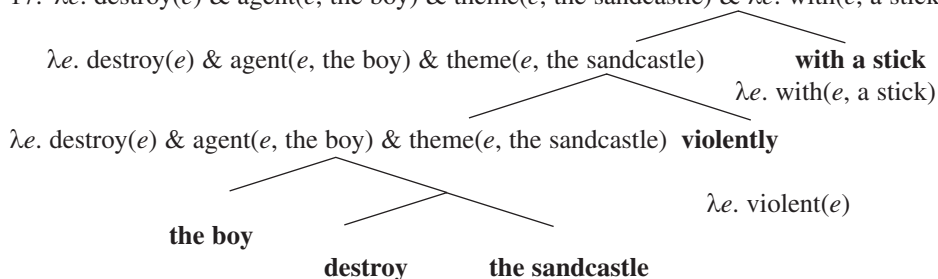 17. λe. destroy(e) & agent(e, the boy) & theme(e, the sandcastle) & λe. with(e, a stick
λe. destroy(e) & agent(e, the boy) & theme(e, the sandcastle) with a stick
λe. with(e, a stick)
λe. destroy(e) & agent(e, the boy) & theme(e, the sandcastle) violently
λe. violent(e)
the boy
destroy the sandcastle